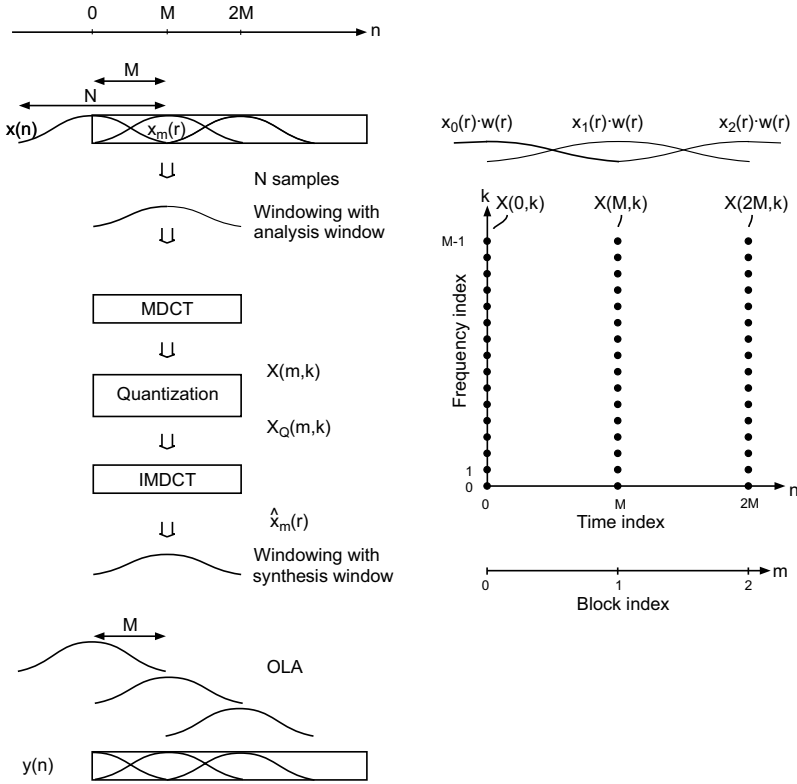 0 M 2M
n
M
N
x(n)
x_m(r)
N samples
Windowing with
analysis window
MDCT
X(m,k)
Quantization
X_Q(m,k)
IMDCT
x̂_m(r)
Windowing with
synthesis window
M
OLA
y(n)
x_0(r)·w(r) x_1(r)·w(r) x_2(r)·w(r)
k X(0,k) X(M,k) X(2M,k)
M-1
Frequency index
1
0
n
0 M 2M
Time index
m
0 1 2
Block index